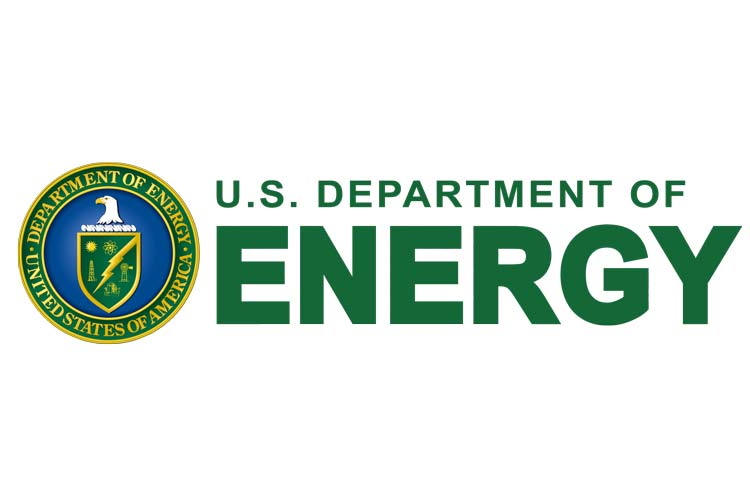 · DEPARTMENT OF ENERGY ·
UNITED STATES OF AMERICA
U.S. DEPARTMENT OF
ENERGY